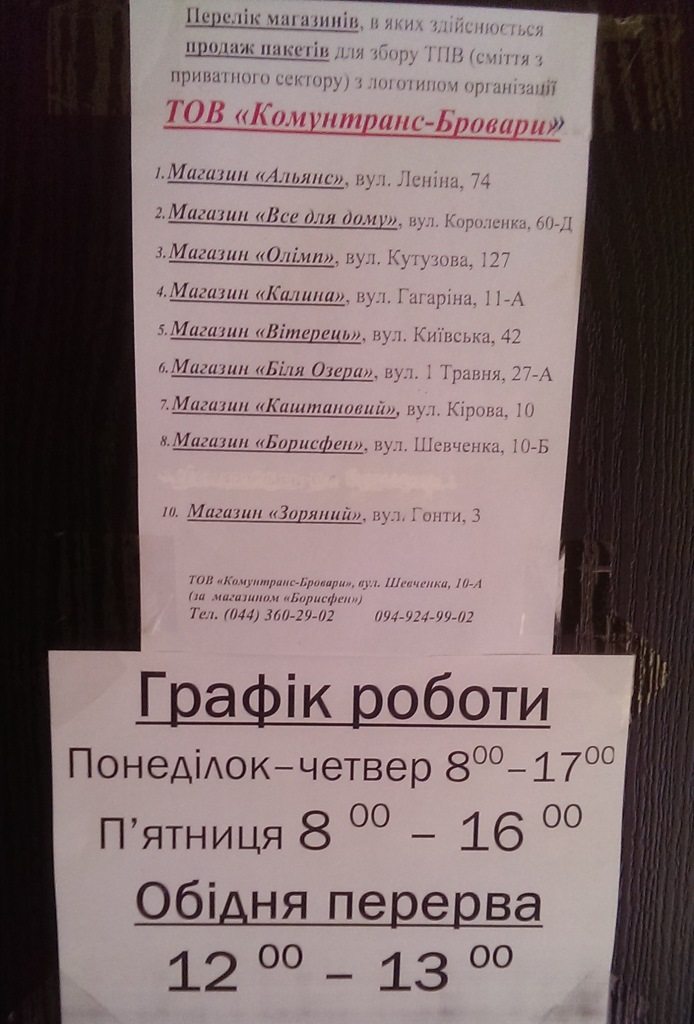 Перелік магазинів, в яких здійснюється
продаж пакетів для збору ТПВ (сміття з
приватного сектору) з логотипом організації
ТОВ «Комунтранс-Бровари»
1. Магазин «Альянс», вул. Леніна, 74
2. Магазин «Все для дому», вул. Короленка, 60-Д
3. Магазин «Олімп», вул. Кутузова, 127
4. Магазин «Калина», вул. Гагаріна, 11-А
5. Магазин «Вітерець», вул. Київська, 42
6. Магазин «Біля Озера», вул. 1 Травня, 27-А
7. Магазин «Каштановий», вул. Кірова, 10
8. Магазин «Борисфен», вул. Шевченка, 10-Б
10. Магазин «Зоряний», вул. Гонти, 3
ТОВ «Комунтранс-Бровари», вул. Шевченка, 10-А
(за магазином «Борисфен»)
Тел. (044) 360-29-02 094-924-99-02
Графік роботи
Понеділок–четвер 8⁰⁰–17⁰⁰
П’ятниця 8 ⁰⁰ – 16 ⁰⁰
Обідня перерва
12 ⁰⁰ – 13 ⁰⁰